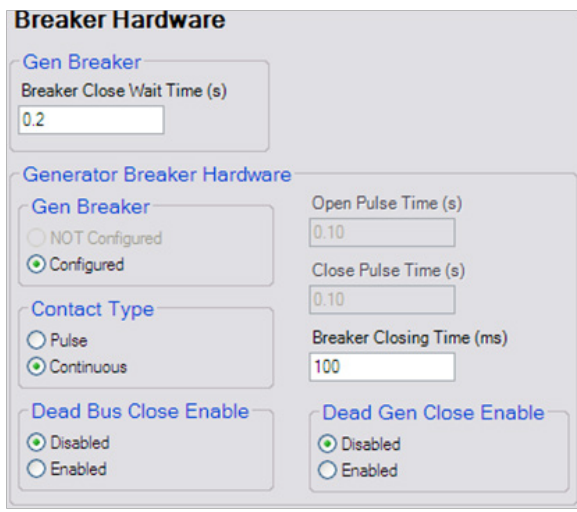 Breaker Hardware
Gen Breaker
Breaker Close Wait Time (s)
0.2
Generator Breaker Hardware
Gen Breaker
NOT Configured
Configured
Contact Type
Pulse
Continuous
Dead Bus Close Enable
Disabled
Enabled
Open Pulse Time (s)
0.10
Close Pulse Time (s)
0.10
Breaker Closing Time (ms)
100
Dead Gen Close Enable
Disabled
Enabled